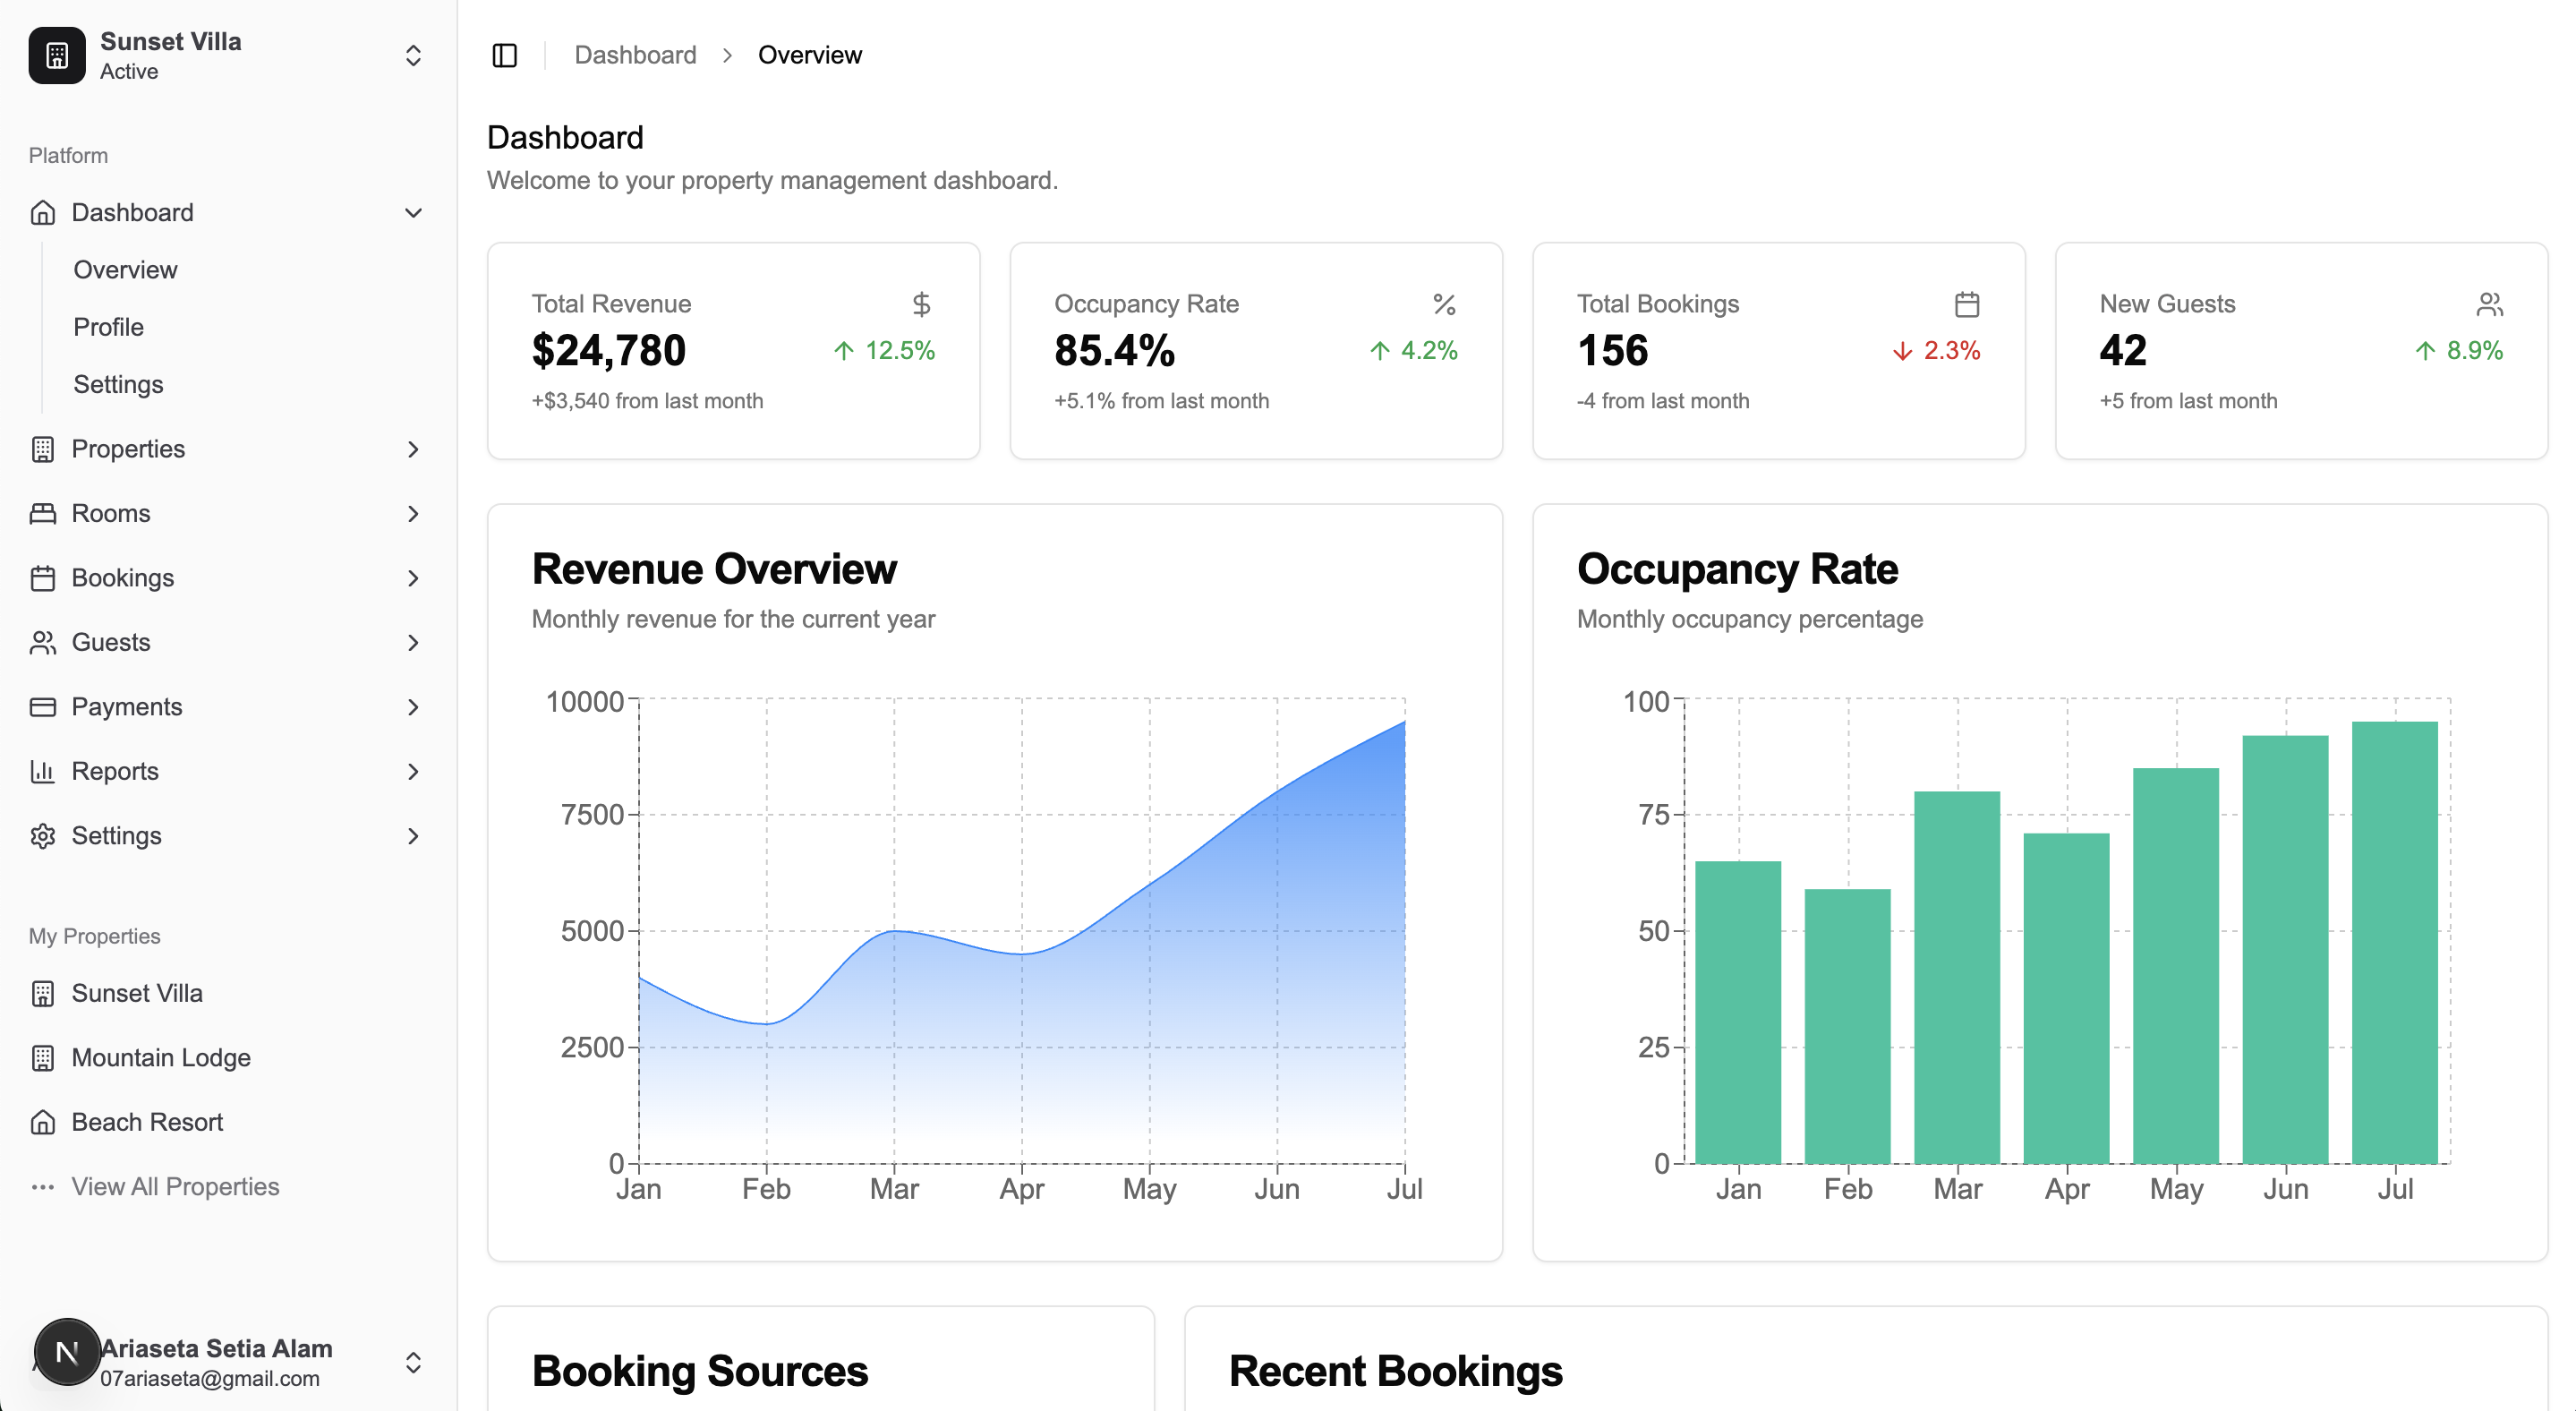 Sunset Villa
Active
Platform
Dashboard
Overview
Profile
Settings
Properties
Rooms
Bookings
Guests
Payments
Reports
Settings
My Properties
Sunset Villa
Mountain Lodge
Beach Resort
View All Properties
N
Ariaseta Setia Alam
07ariaseta@gmail.com
Dashboard > Overview
Dashboard
Welcome to your property management dashboard.
Total Revenue
$24,780
12.5%
+$3,540 from last month
Occupancy Rate
85.4%
4.2%
+5.1% from last month
Total Bookings
156
2.3%
-4 from last month
New Guests
42
8.9%
+5 from last month
Revenue Overview
Monthly revenue for the current year
10000
7500
5000
2500
0
Jan Feb Mar Apr May Jun Jul
Occupancy Rate
Monthly occupancy percentage
100
75
50
25
0
Jan Feb Mar Apr May Jun Jul
Booking Sources
Recent Bookings